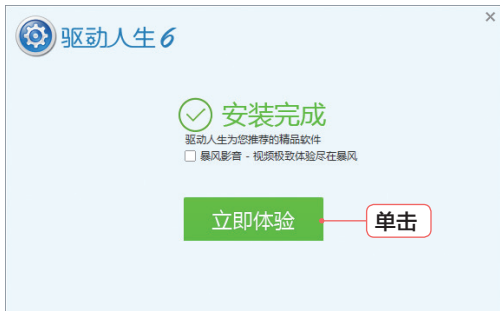 驱动人生6
安装完成
驱动人生为您推荐的精品软件
暴风影音 - 视频极致体验尽在暴风
立即体验
单击